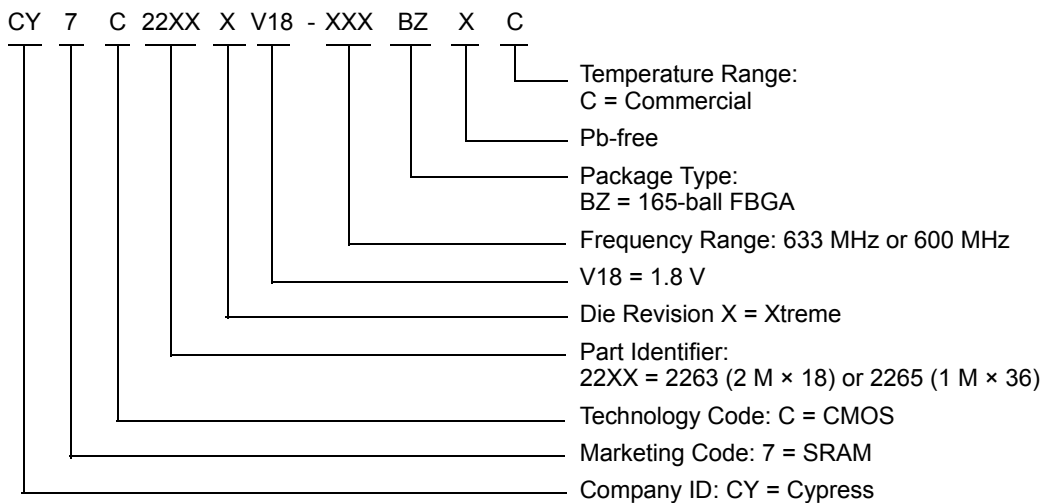 CY 7 C 22XX X V18 - XXX BZ X C
Temperature Range:
C = Commercial
Pb-free
Package Type:
BZ = 165-ball FBGA
Frequency Range: 633 MHz or 600 MHz
V18 = 1.8 V
Die Revision X = Xtreme
Part Identifier:
22XX = 2263 (2 M × 18) or 2265 (1 M × 36)
Technology Code: C = CMOS
Marketing Code: 7 = SRAM
Company ID: CY = Cypress